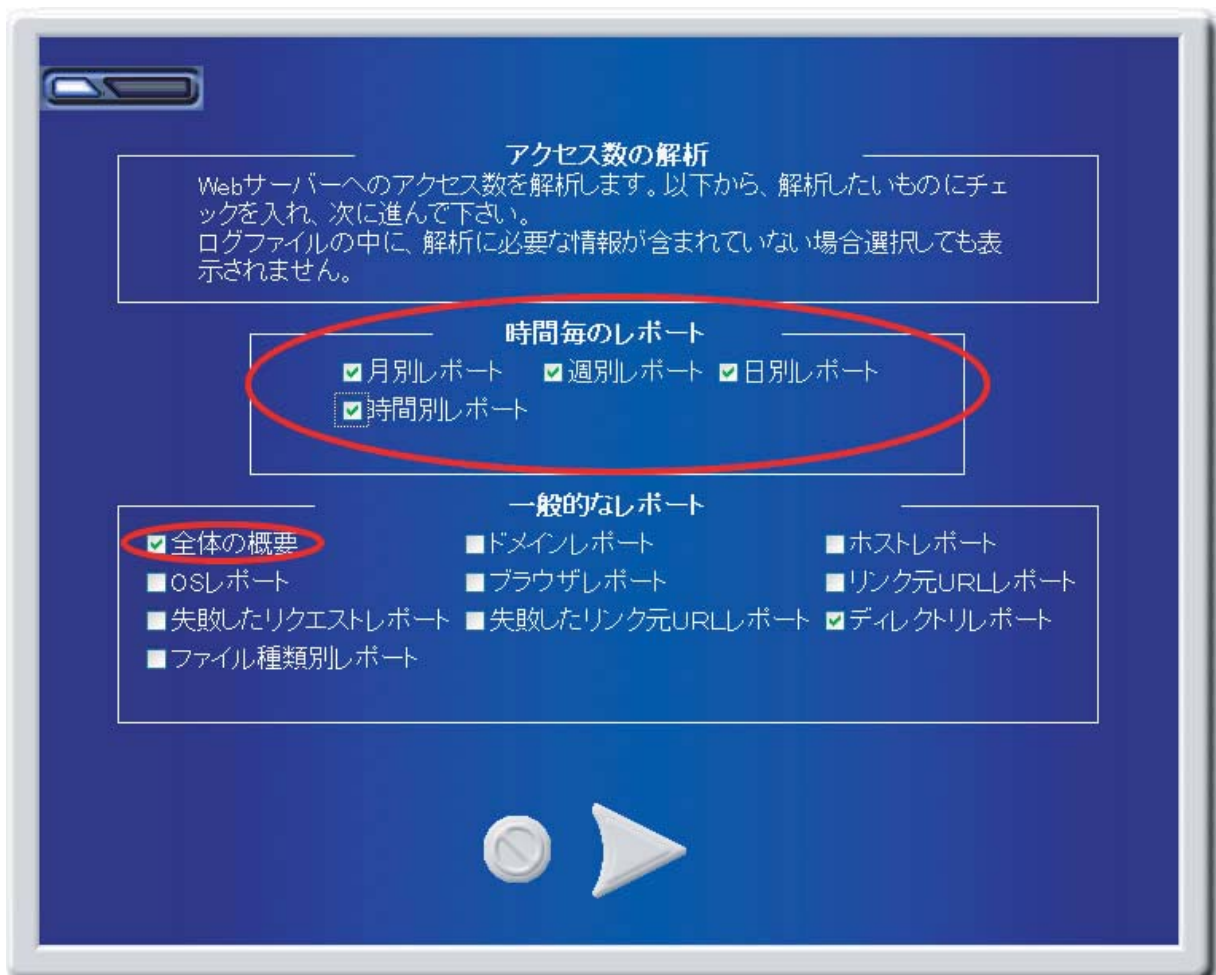 アクセス数の解析
Webサーバーへのアクセス数を解析します。以下から、解析したいものにチェ
ックを入れ、次に進んで下さい。
ログファイルの中に、解析に必要な情報が含まれていない場合選択しても表
示されません。
時間毎のレポート
月別レポート 週別レポート 日別レポート
時間別レポート
一般的なレポート
全体の概要 ドメインレポート ホストレポート
OSレポート ブラウザレポート リンク元URLレポート
失敗したリクエストレポート 失敗したリンク元URLレポート ディレクトリレポート
ファイル種類別レポート